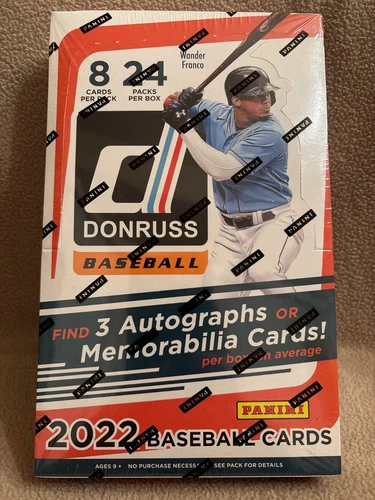 Wander
Franco
8 24
CARDS PACKS
PER PACK PER BOX
DONRUSS
BASEBALL
FIND 3 Autographs OR
Memorabilia Cards!
per box, on average
PANINI
2022 BASEBALL CARDS
AGES 9+ NO PURCHASE NECESSARY. SEE PACK FOR DETAILS